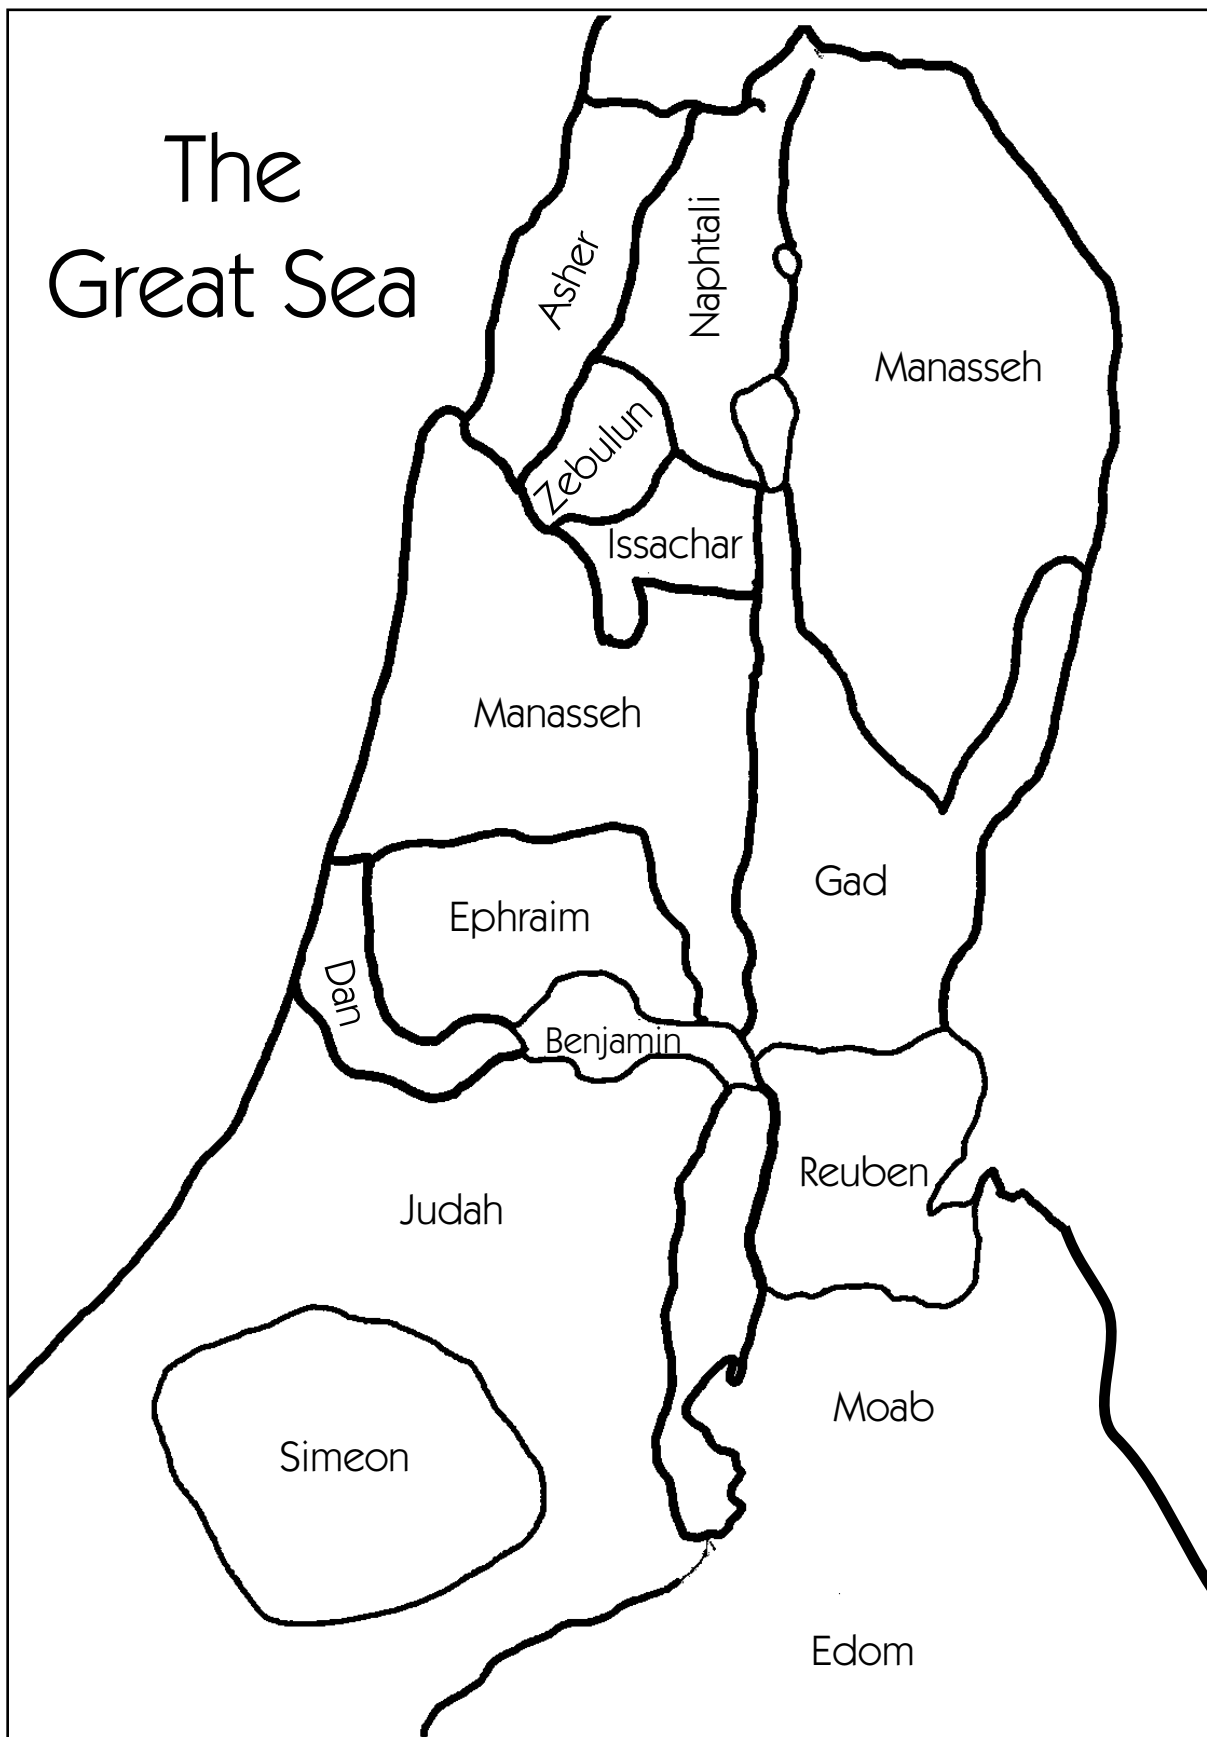 The
Great Sea
Asher
Naphtali
Manasseh
Zebulun
Issachar
Manasseh
Gad
Ephraim
Dan
Benjamin
Reuben
Judah
Moab
Simeon
Edom